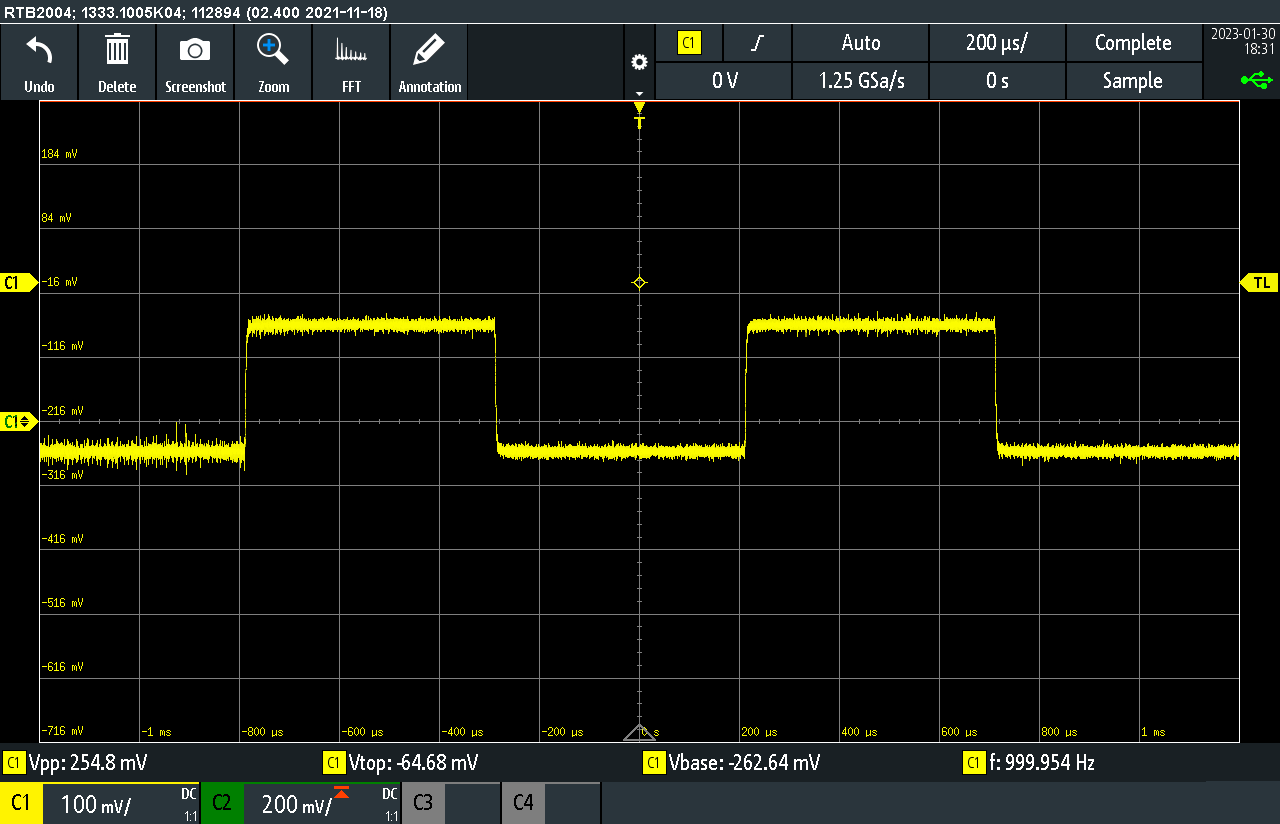 RTB2004; 1333.1005K04; 112894 (02.400 2021-11-18)
Undo
Delete
Screenshot
Zoom
FFT
Annotation
C1
Auto
200 µs/
Complete
0 V
1.25 GSa/s
0 s
Sample
2023-01-30
18:31
T
184 mV
84 mV
C1
-16 mV
TL
-116 mV
C1
-216 mV
-316 mV
-416 mV
-516 mV
-616 mV
-716 mV
-1 ms
-800 µs
-600 µs
-400 µs
-200 µs
0 s
200 µs
400 µs
600 µs
800 µs
1 ms
C1 Vpp: 254.8 mV
C1 Vtop: -64.68 mV
C1 Vbase: -262.64 mV
C1 f: 999.954 Hz
C1
100 mV/
DC
1:1
C2
200 mV/
DC
1:1
C3
C4